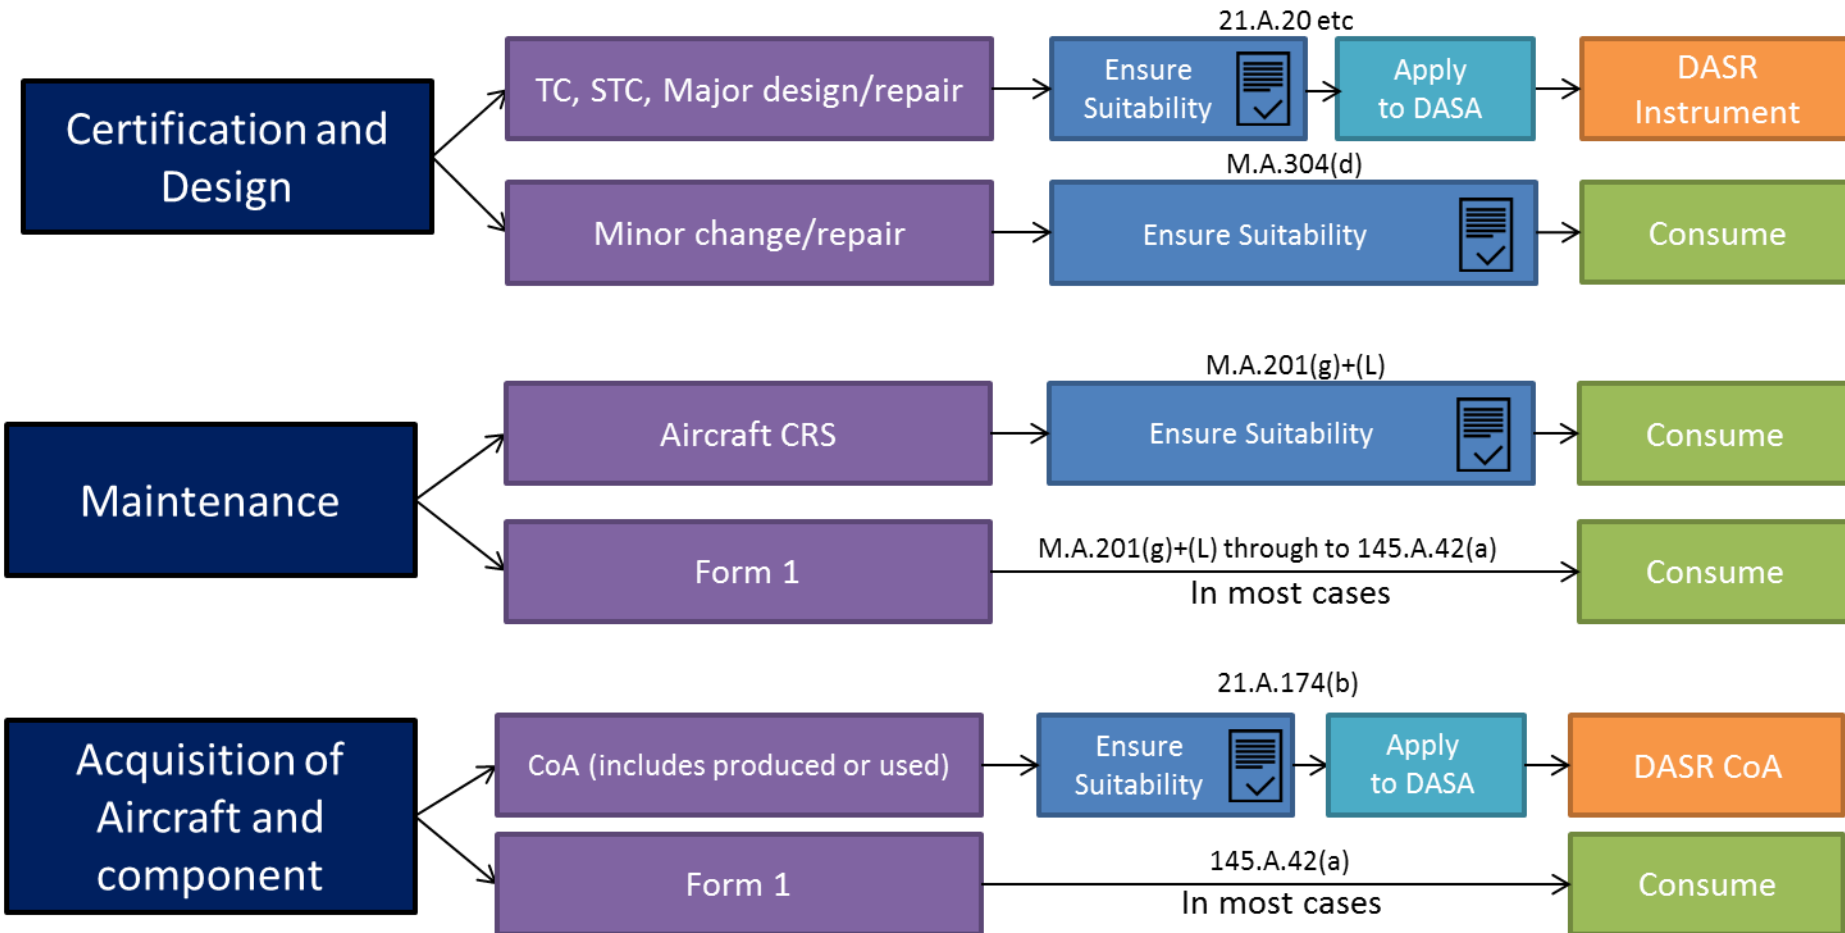 21.A.20 etc
Certification and
Design
TC, STC, Major design/repair
Ensure
Suitability
Apply
to DASA
DASR
Instrument
M.A.304(d)
Minor change/repair
Ensure Suitability
Consume
M.A.201(g)+(L)
Maintenance
Aircraft CRS
Ensure Suitability
Consume
Form 1
M.A.201(g)+(L) through to 145.A.42(a)
In most cases
Consume
21.A.174(b)
Acquisition of
Aircraft and
component
CoA (includes produced or used)
Ensure
Suitability
Apply
to DASA
DASR CoA
Form 1
145.A.42(a)
In most cases
Consume